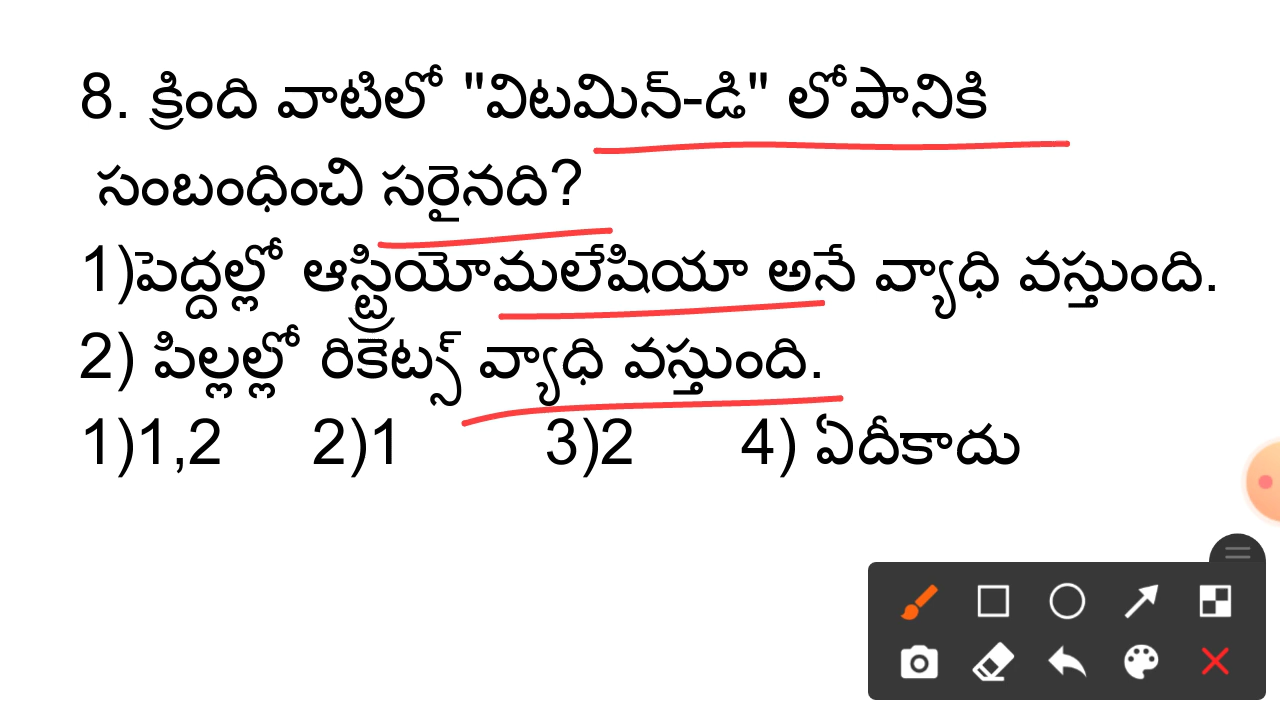 8. క్రింది వాటిలో "విటమిన్-డి" లోపానికి
సంబంధించి సరైనది?
1)పెద్దల్లో ఆస్ట్రియోమలేషియా అనే వ్యాధి వస్తుంది.
2) పిల్లల్లో రికెట్స్ వ్యాధి వస్తుంది.
1)1,2 2)1 3)2 4) ఏదీకాదు